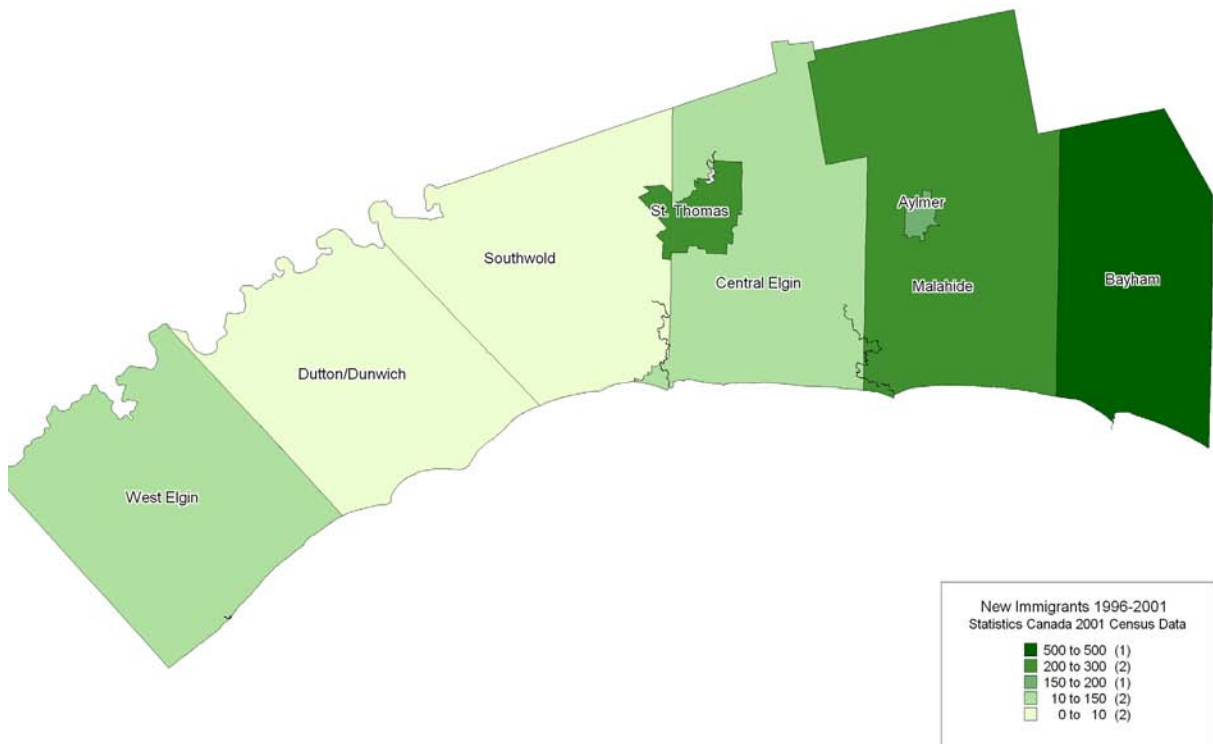 Aylmer
St. Thomas
Southwold
Central Elgin
Malahide
Bayham
Dutton/Dunwich
West Elgin
New Immigrants 1996-2001
Statistics Canada 2001 Census Data
500 to 500 (1)
200 to 300 (2)
150 to 200 (1)
10 to 150 (2)
0 to 10 (2)